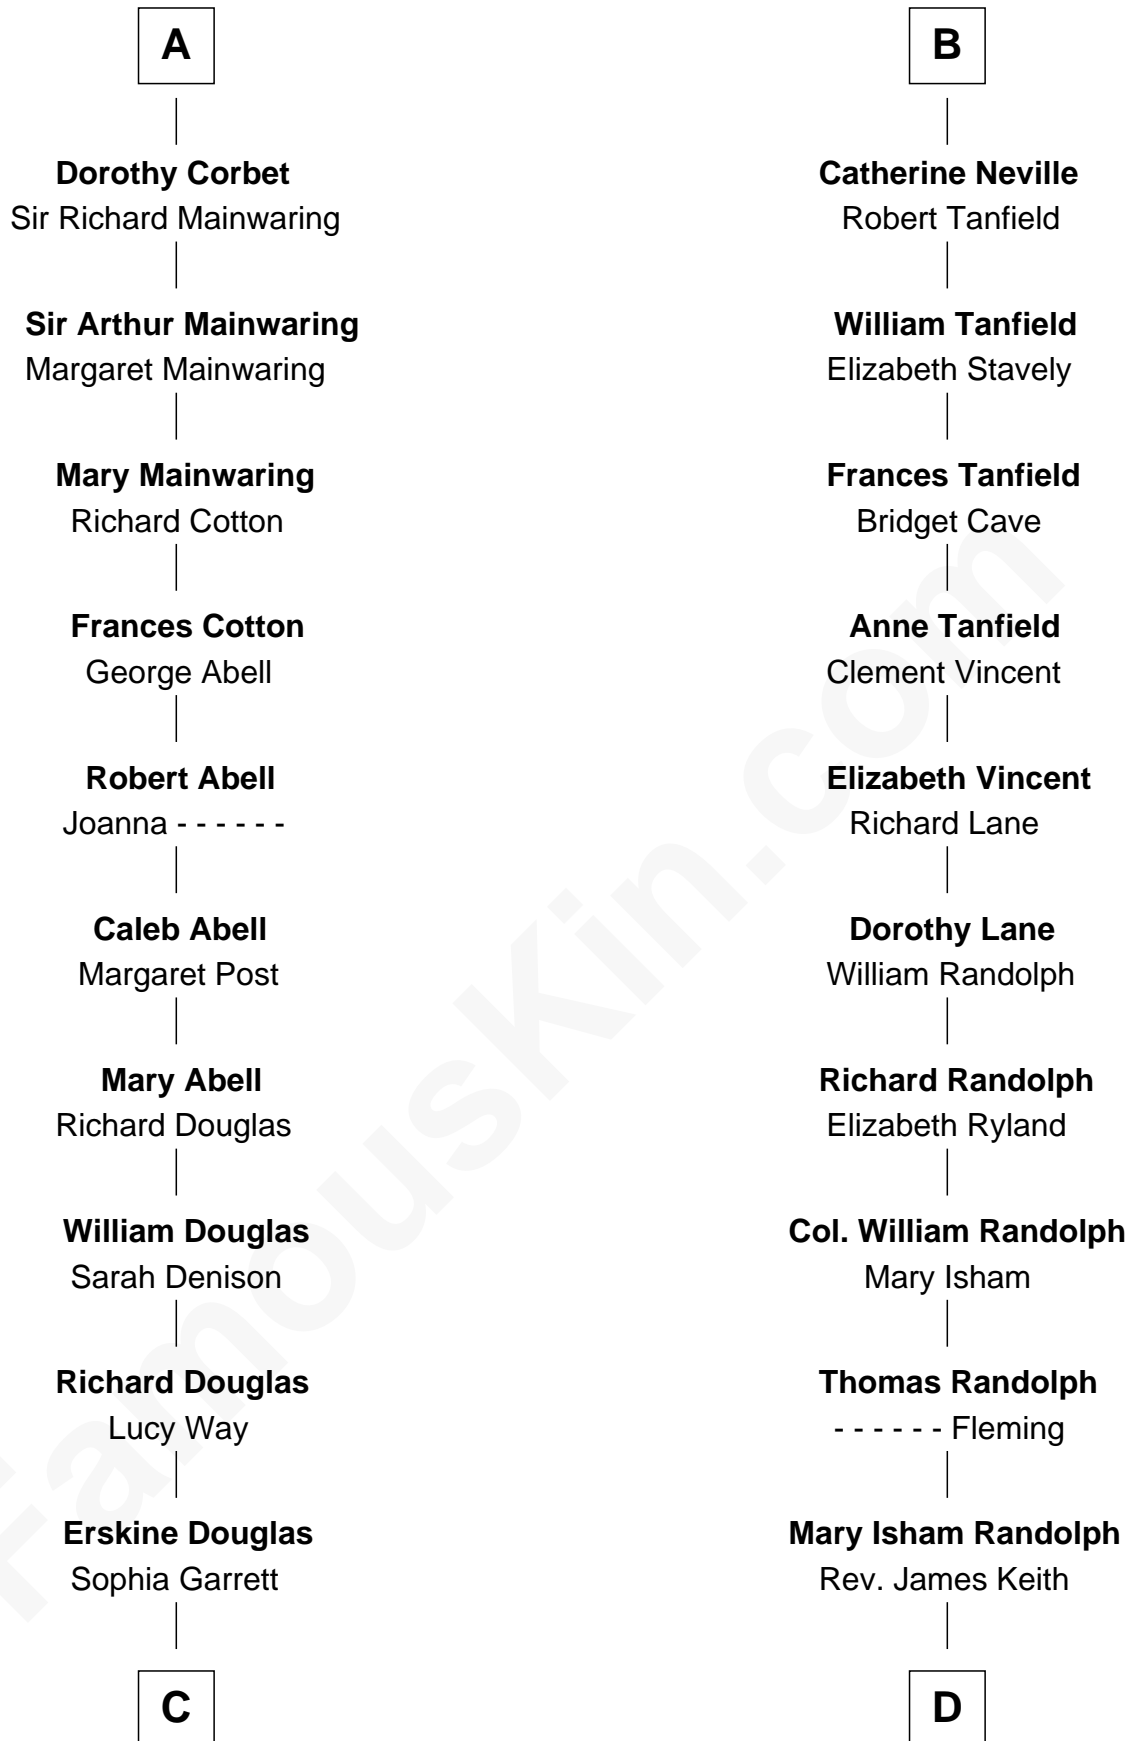 A
Dorothy Corbet
Sir Richard Mainwaring
Sir Arthur Mainwaring
Margaret Mainwaring
Mary Mainwaring
Richard Cotton
Frances Cotton
George Abell
Robert Abell
Joanna - - - - - -
Caleb Abell
Margaret Post
Mary Abell
Richard Douglas
William Douglas
Sarah Denison
Richard Douglas
Lucy Way
Erskine Douglas
Sophia Garrett
C
B
Catherine Neville
Robert Tanfield
William Tanfield
Elizabeth Stavely
Frances Tanfield
Bridget Cave
Anne Tanfield
Clement Vincent
Elizabeth Vincent
Richard Lane
Dorothy Lane
William Randolph
Richard Randolph
Elizabeth Ryland
Col. William Randolph
Mary Isham
Thomas Randolph
- - - - - - Fleming
Mary Isham Randolph
Rev. James Keith
D
FamousKin.com